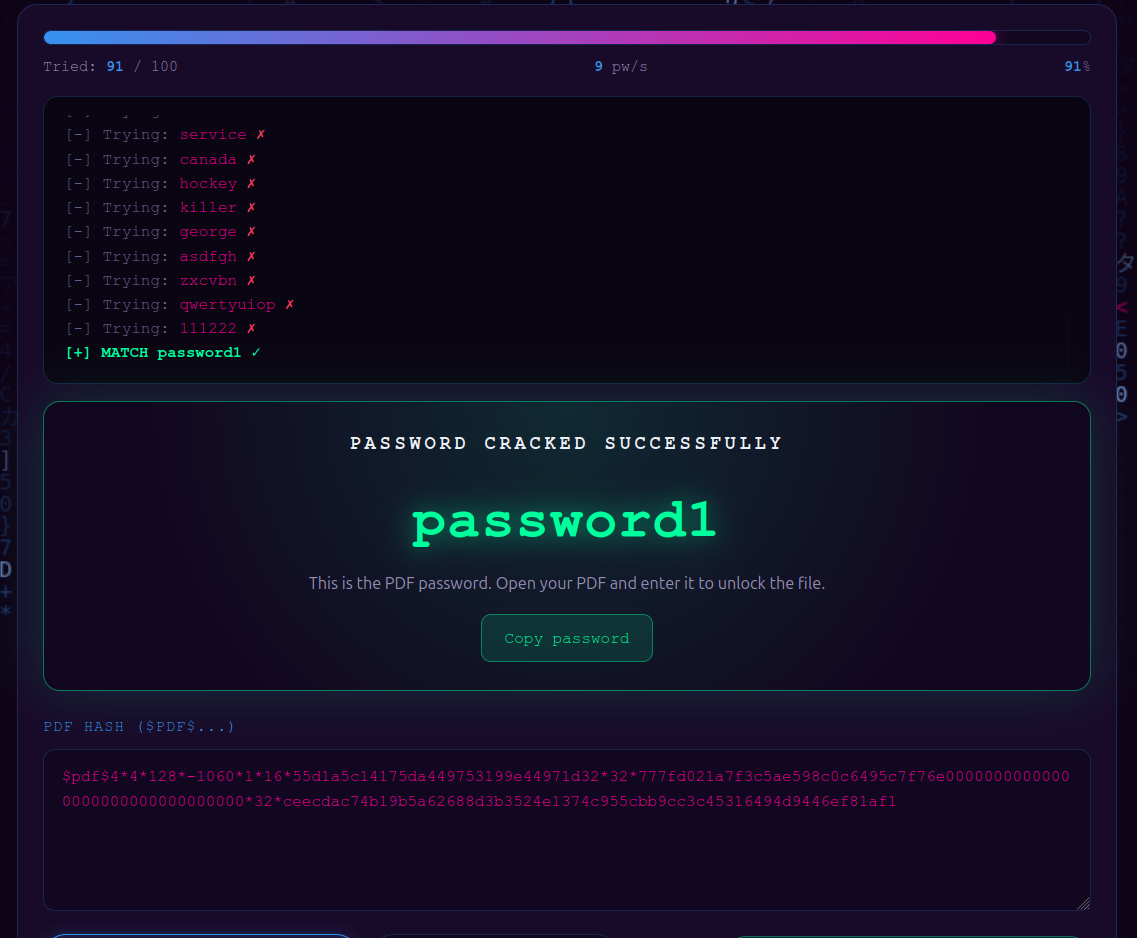 Tried: 91 / 100
9 pw/s
91%
[-] Trying: service ✗
[-] Trying: canada ✗
[-] Trying: hockey ✗
[-] Trying: killer ✗
[-] Trying: george ✗
[-] Trying: asdfgh ✗
[-] Trying: zxcvbn ✗
[-] Trying: qwertyuiop ✗
[-] Trying: 111222 ✗
[+] MATCH password1 ✓
PASSWORD CRACKED SUCCESSFULLY
password1
This is the PDF password. Open your PDF and enter it to unlock the file.
Copy password
PDF HASH ($PDF$...)
$pdf$4*4*128*-1060*1*16*55d1a5c14175da449753199e44971d32*32*777fd021a7f3c5ae598c0c6495c7f76e0000000000000
0000000000000000000*32*ceecdac74b19b5a62688d3b3524e1374c955cbb9cc3c45316494d9446ef81af1